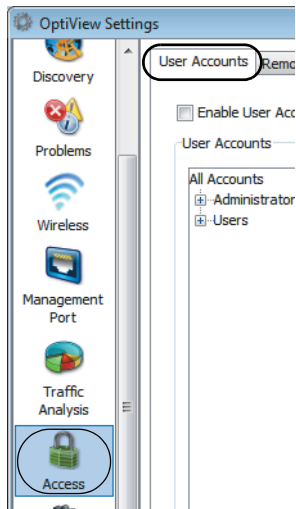 OptiView Settings
Discovery
Problems
Wireless
Management
Port
Traffic
Analysis
Access
User Accounts
Enable User
User Accounts
All Accounts
Administrator
Users